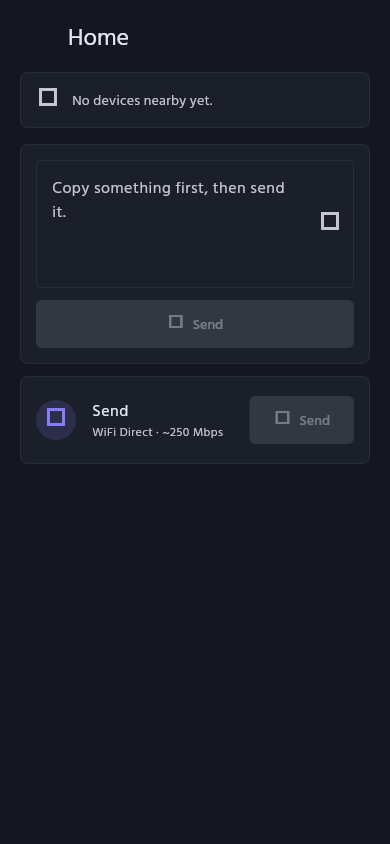 Home
No devices nearby yet.
Copy something first, then send
it.
Send
Send
WiFi Direct · ~250 Mbps
Send